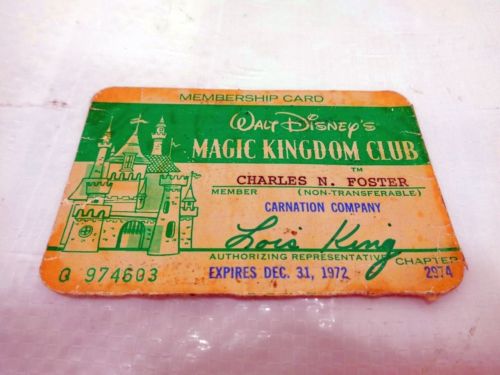 MEMBERSHIP CARD
WALT DISNEY'S
MAGIC KINGDOM CLUB
TM
CHARLES N. FOSTER
MEMBER (NON-TRANSFERABLE)
CARNATION COMPANY
Lois King
AUTHORIZING REPRESENTATIVE CHAPTER
Q 974603 EXPIRES DEC. 31, 1972 2974